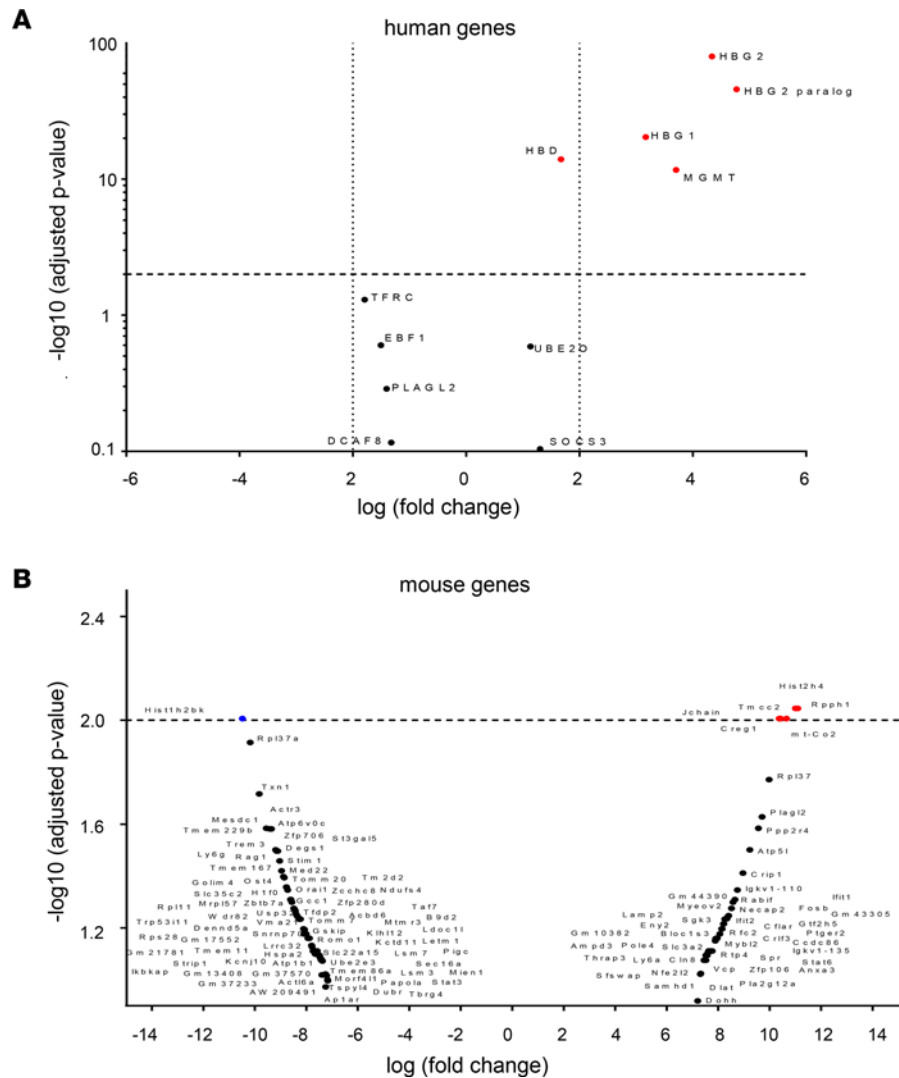 A
human genes
100
HBG2
HBG2 paralog
HBG1
HBD
MGMT
10
-log10 (adjusted p-value)
TFRC
1
EBF1
UBE2O
PLAGL2
DCAF8
SOCS3
0.1
-6 -4 2 0 2 4 6
log (fold change)
B
mouse genes
2.4
Hist2h4
Hist1h2bk Jchain Tmcc2 Rpph1
2.0
Creg1 mt-Co2
-log10 (adjusted p-value)
Rpl37a
Rpl37
Txn1
Actr3 Plagl2
Mesdc1 Atp6v0c
1.6
Tmem229b Zfp706 St3gal5 Ppp2r4
Trem3 Degs1 Atp5l
Ly6g Rag1 Stim1
Tmem167 Med22 Crip1
Golim4 Ost4 Tomm20 Tm2d2
Slc35c2 H1f0 Orai1 Zcchc8 Ndufs4 Igkv1-110
Rpl11 Mrpl57 Zbtb7a Gcc1 Zfp280d Taf7 Gm44390 Rabif Ifit1
Myeov2 Necap2 Fosb Gm43305
Trp53i11 Wdr82 Usp32 Tfdp2 Acbd6 B9d2 Lamp2 Sgk3 Ifit2
Vma21 Tomm7 Mtmr3 Eny2 Cflar Gtf2h5
1.2
Rps28 Dennd5a Snrnp70 Gskip Klhl12 Ldoc1l Gm10382 Bloc1s3 Rfc2 Crlf3 Ptger2
Gm17552 Lrrc32 Romo1 Kctd11 Letm1 Ampd3 Pole4 Slc3a2 Mybl2 Ccdc86
Gm21781 Tmem11 Hspa2 Slc22a15 Lsm7 Pigc Thrap3 Ly6a Cln8 Rtp4 Spr Igkv1-135
Strip1 Kcnj10 Atp1b1 Ube2e3 Sec16a Stat6
Ikbkap Gm13408 Gm37570 Tmem86a Lsm3 Mien1 Sfswap Nfe2l2 Vcp Zfp106 Anxa3
Gm37233 Actl6a Morf4l1 Papola Stat3 Samhd1 Dlat Pla2g12a
AW209491 Tspyl4 Dubr Tbrg4
Ap1ar Dohh
-14 -12 -10 -8 -6 -4 -2 0 2 4 6 8 10 12 14
log (fold change)